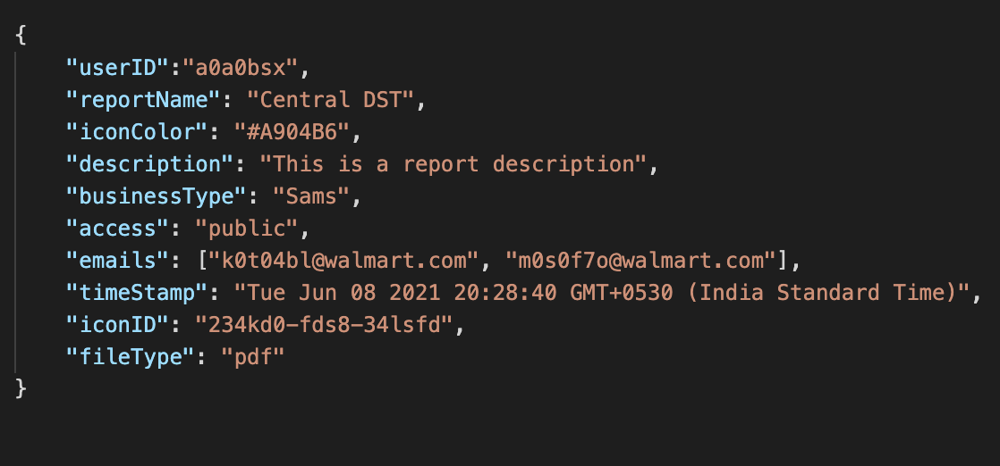 {
"userID":"a0a0bsx",
"reportName": "Central DST",
"iconColor": "#A904B6",
"description": "This is a report description",
"businessType": "Sams",
"access": "public",
"emails": ["k0t04bl@walmart.com", "m0s0f7o@walmart.com"],
"timeStamp": "Tue Jun 08 2021 20:28:40 GMT+0530 (India Standard Time)",
"iconID": "234kd0-fds8-34lsfd",
"fileType": "pdf"
}